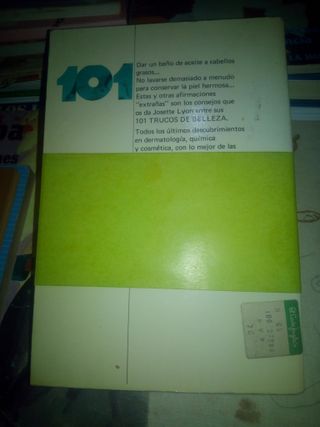 101
Dar un baño de aceite a cabellos
grasos...
No lavarse demasiado a menudo
para conservar la piel hermosa...
Estas y otras afirmaciones
"extrañas" son los consejos que
os da Josette Lyon entre sus
101 TRUCOS DE BELLEZA.
Todos los últimos descubrimientos
en dermatología, química
y cosmética, con lo mejor de las